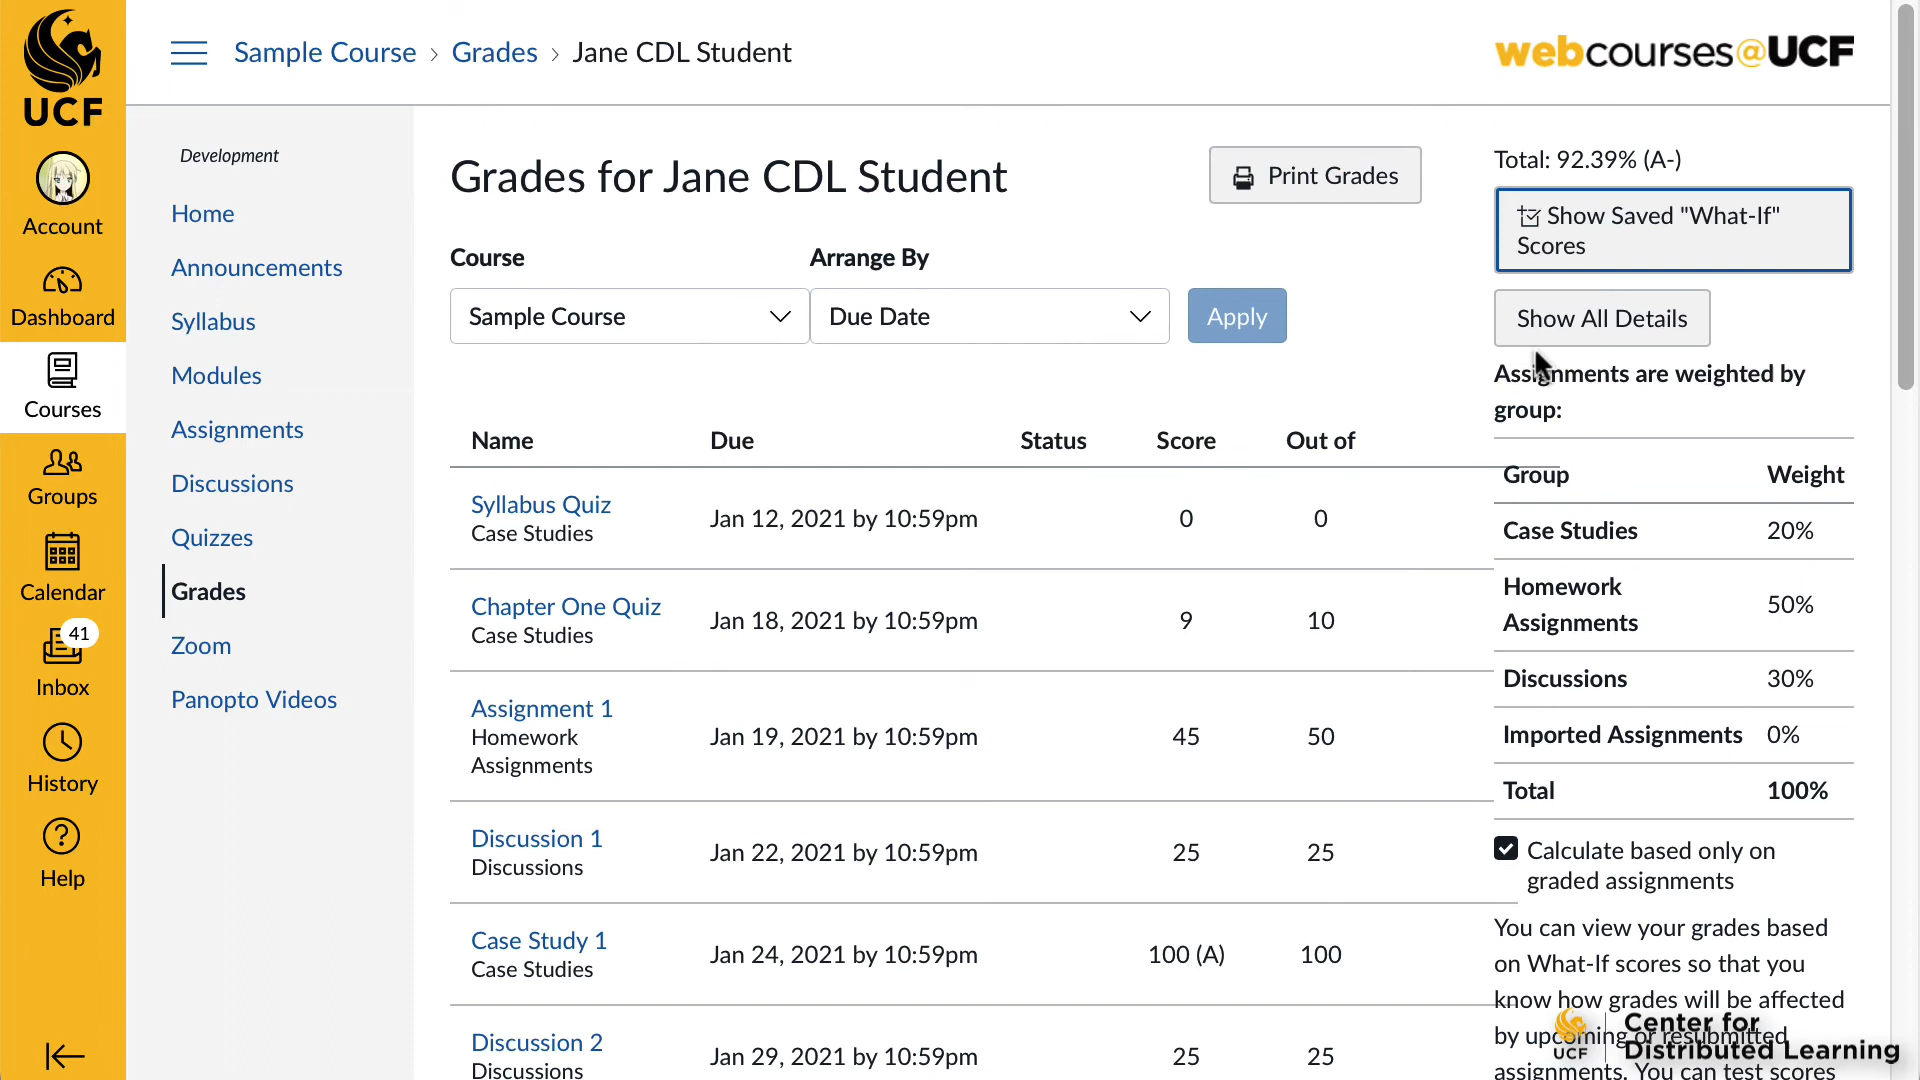 UCF
Account
Dashboard
Courses
Groups
Calendar
41
Inbox
History
Help
Sample Course › Grades › Jane CDL Student
webcourses@UCF
Development
Home
Announcements
Syllabus
Modules
Assignments
Discussions
Quizzes
Grades
Zoom
Panopto Videos
Grades for Jane CDL Student
Print Grades
Course
Arrange By
Sample Course
Due Date
Apply
Name Due Status Score Out of
Syllabus Quiz
Case Studies
Jan 12, 2021 by 10:59pm 0 0
Chapter One Quiz
Case Studies
Jan 18, 2021 by 10:59pm 9 10
Assignment 1
Homework
Assignments
Jan 19, 2021 by 10:59pm 45 50
Discussion 1
Discussions
Jan 22, 2021 by 10:59pm 25 25
Case Study 1
Case Studies
Jan 24, 2021 by 10:59pm 100 (A) 100
Discussion 2
Discussions
Jan 29, 2021 by 10:59pm 25 25
Total: 92.39% (A-)
Show Saved "What-If"
Scores
Show All Details
Assignments are weighted by
group:
Group Weight
Case Studies 20%
Homework
Assignments
50%
Discussions 30%
Imported Assignments 0%
Total 100%
Calculate based only on
graded assignments
You can view your grades based
on What-If scores so that you
know how grades will be affected
by upcoming or resubmitted
assignments. You can test scores
UCF
Center for
Distributed Learning